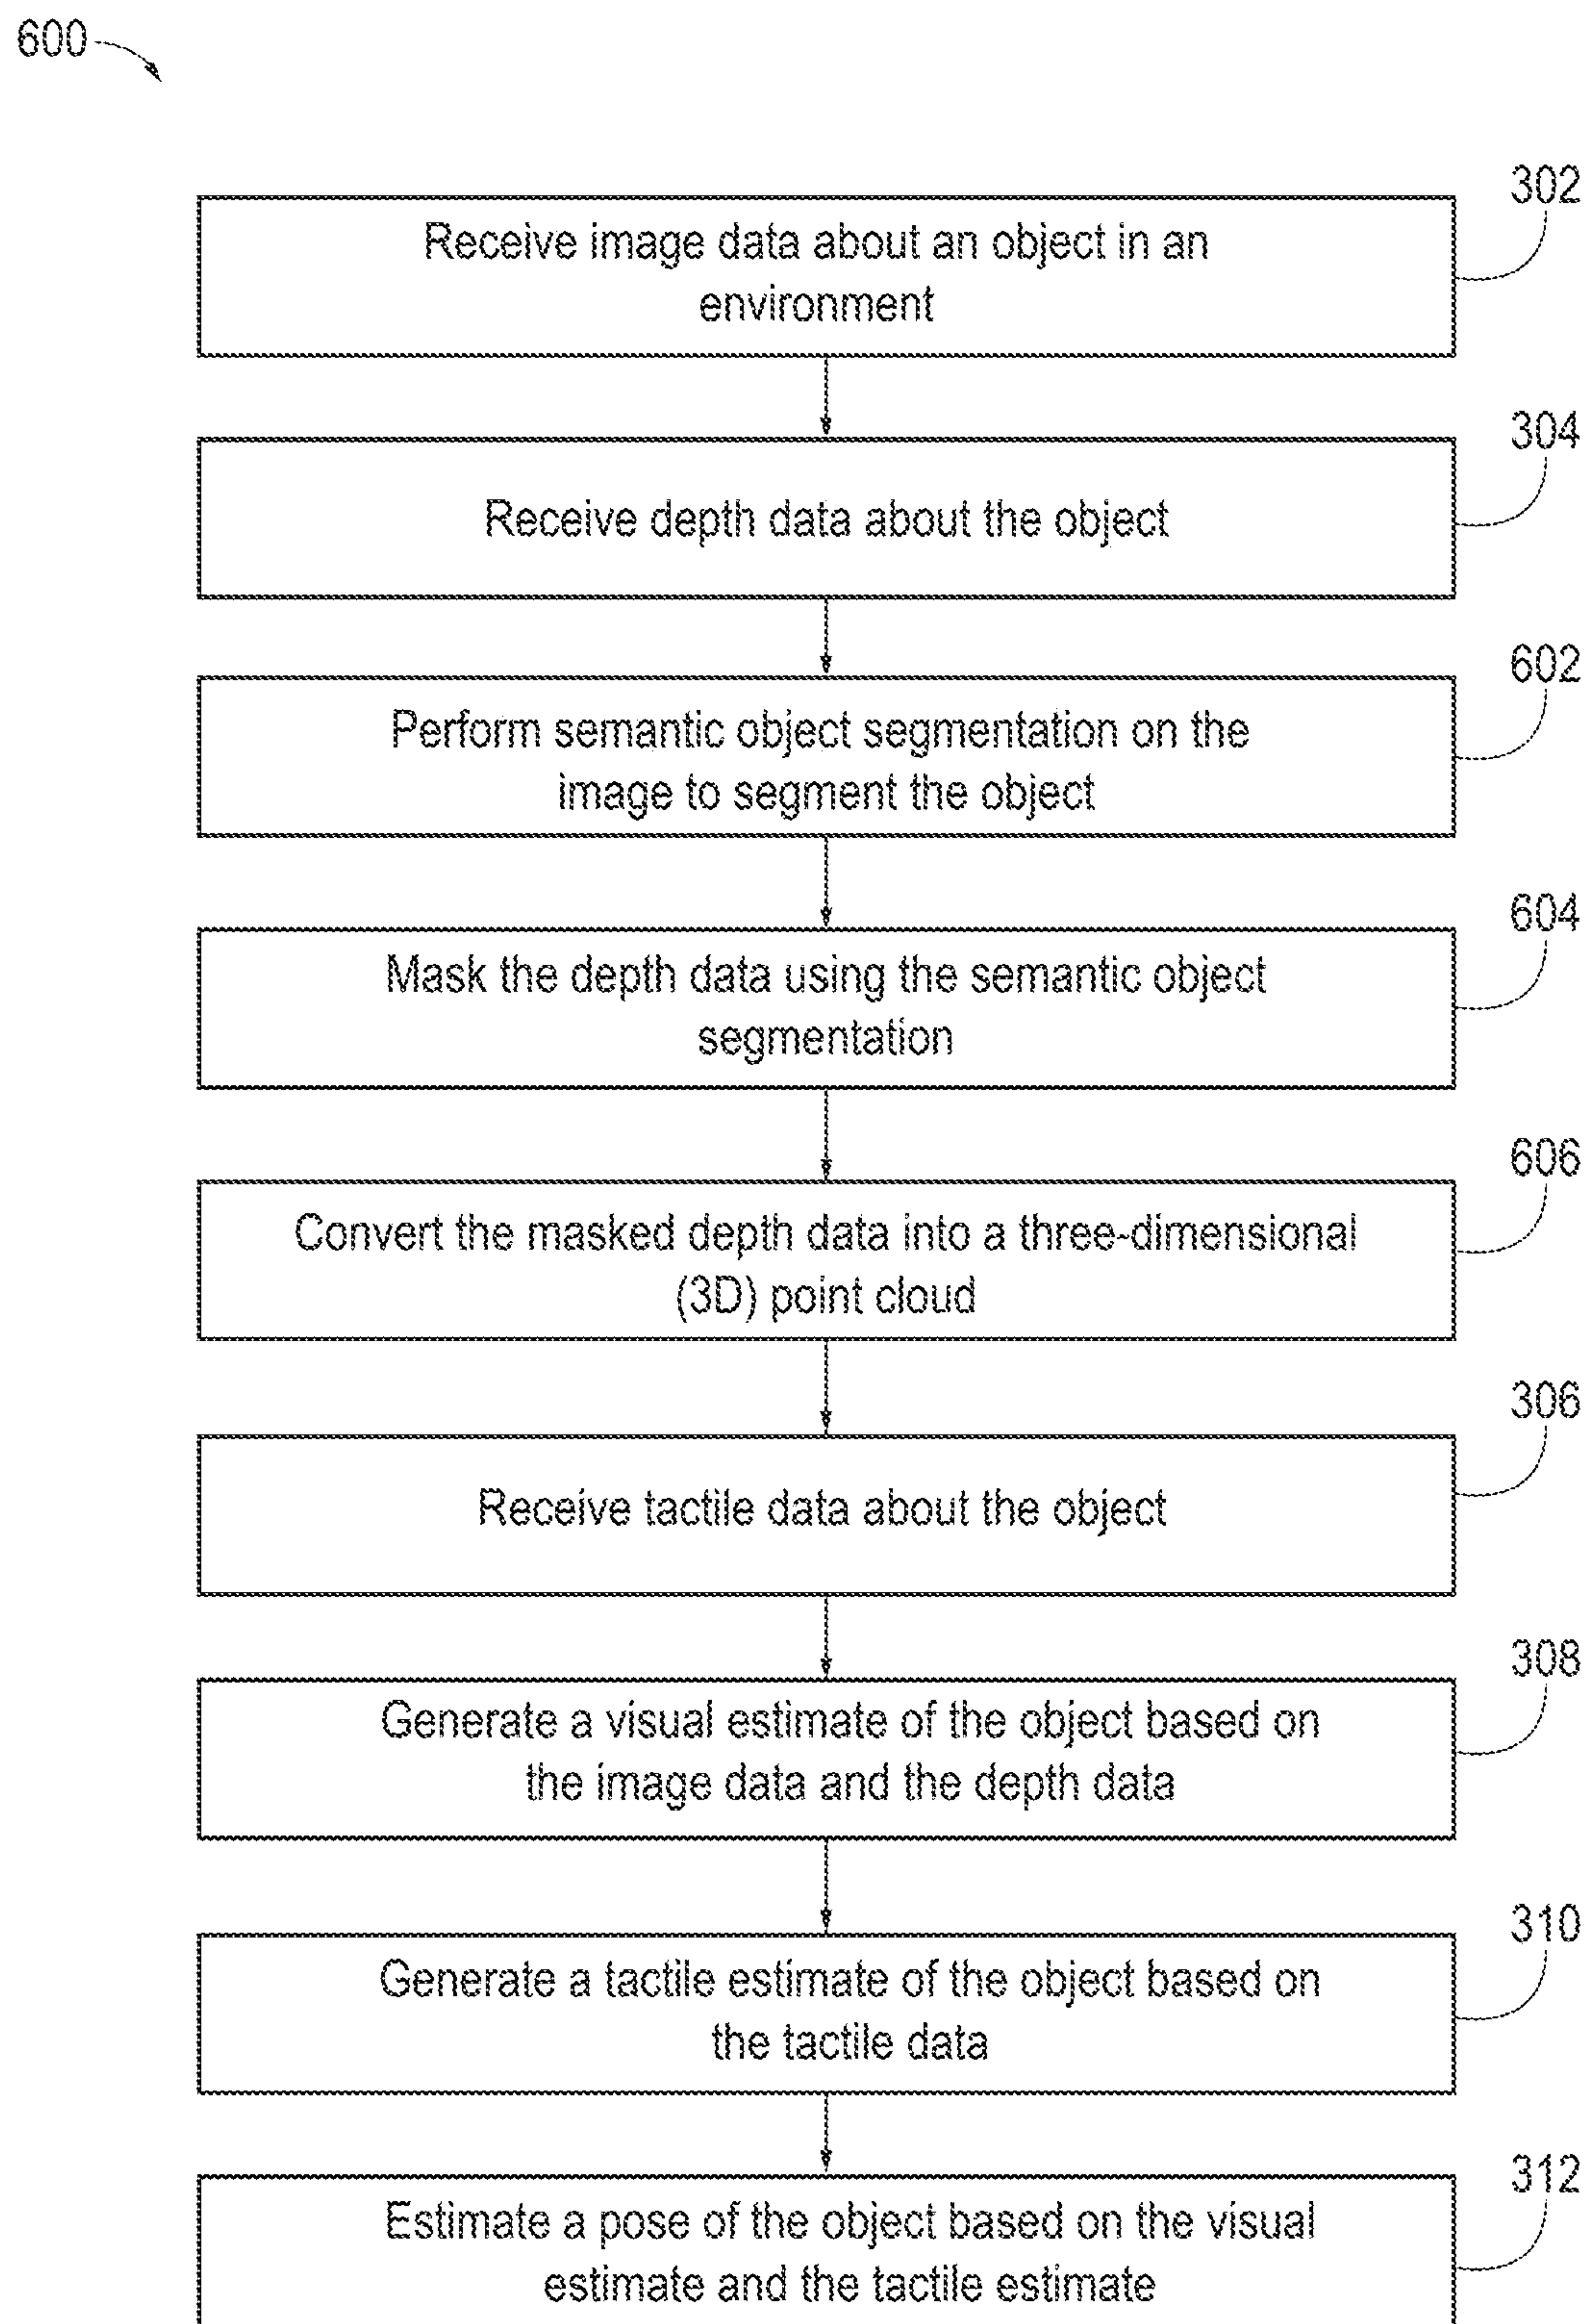 600
302
Receive image data about an object in an
environment
304
Receive depth data about the object
602
Perform semantic object segmentation on the
image to segment the object
604
Mask the depth data using the semantic object
segmentation
606
Convert the masked depth data into a three-dimensional
(3D) point cloud
306
Receive tactile data about the object
308
Generate a visual estimate of the object based on
the image data and the depth data
310
Generate a tactile estimate of the object based on
the tactile data
312
Estimate a pose of the object based on the visual
estimate and the tactile estimate